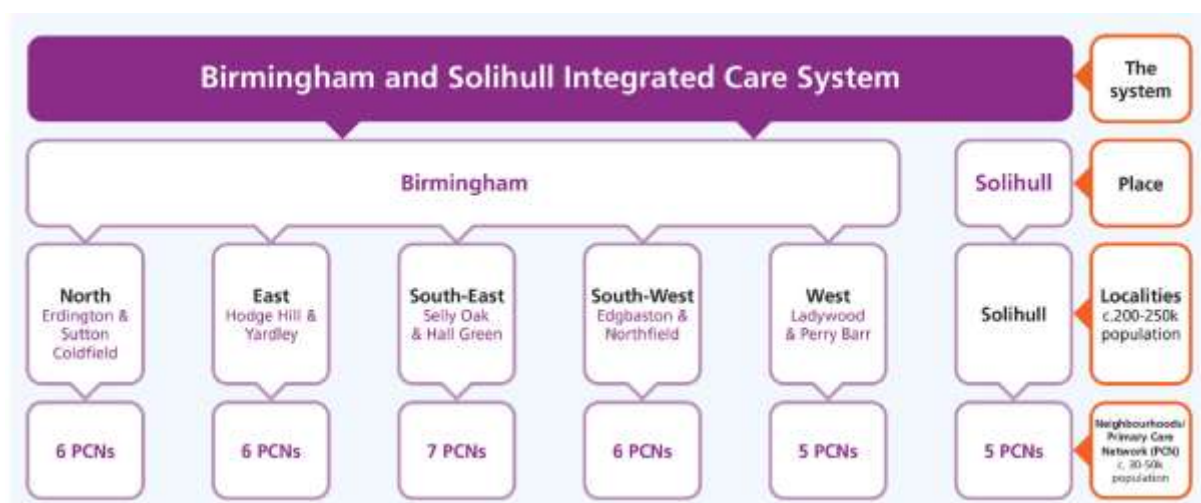 Birmingham and Solihull Integrated Care System
The
system
Birmingham
Solihull
Place
North
Erdington &
Sutton
Coldfield
East
Hodge Hill &
Yardley
South-East
Selly Oak
& Hall Green
South-West
Edgbaston &
Northfield
West
Ladywood
& Perry Barr
Solihull
Localities
c.200-250k
population
6 PCNs
6 PCNs
7 PCNs
6 PCNs
5 PCNs
5 PCNs
Neighbourhoods/
Primary Care
Network (PCN)
c. 30-50k
population